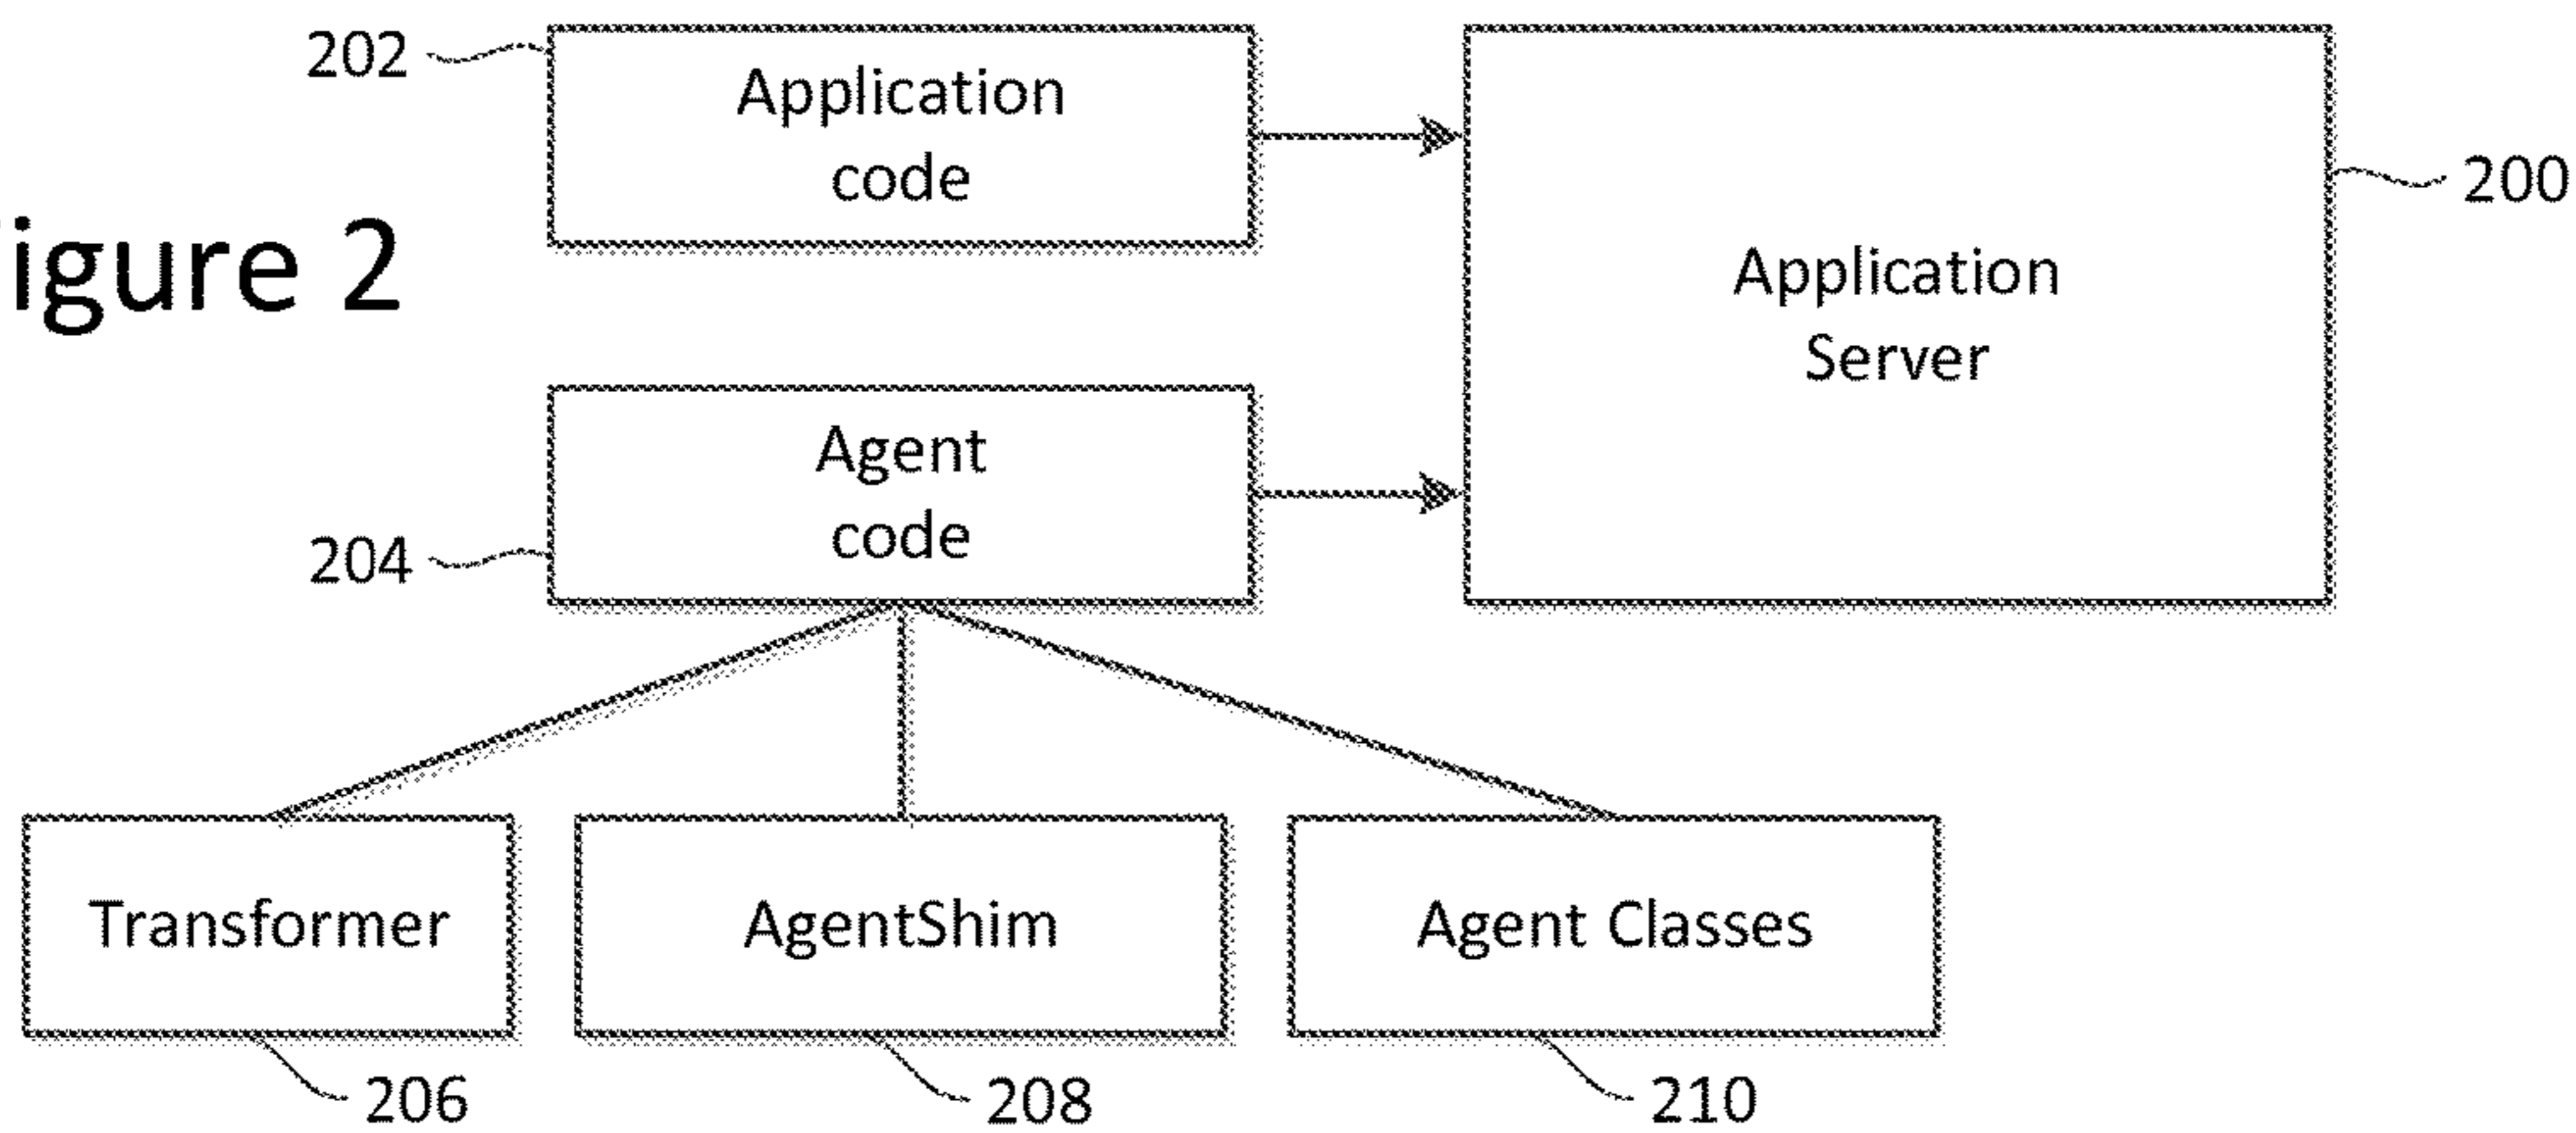 202
Application
code
200
igure 2
Application
Server
Agent
code
204
Transformer
AgentShim
Agent Classes
206
208
210